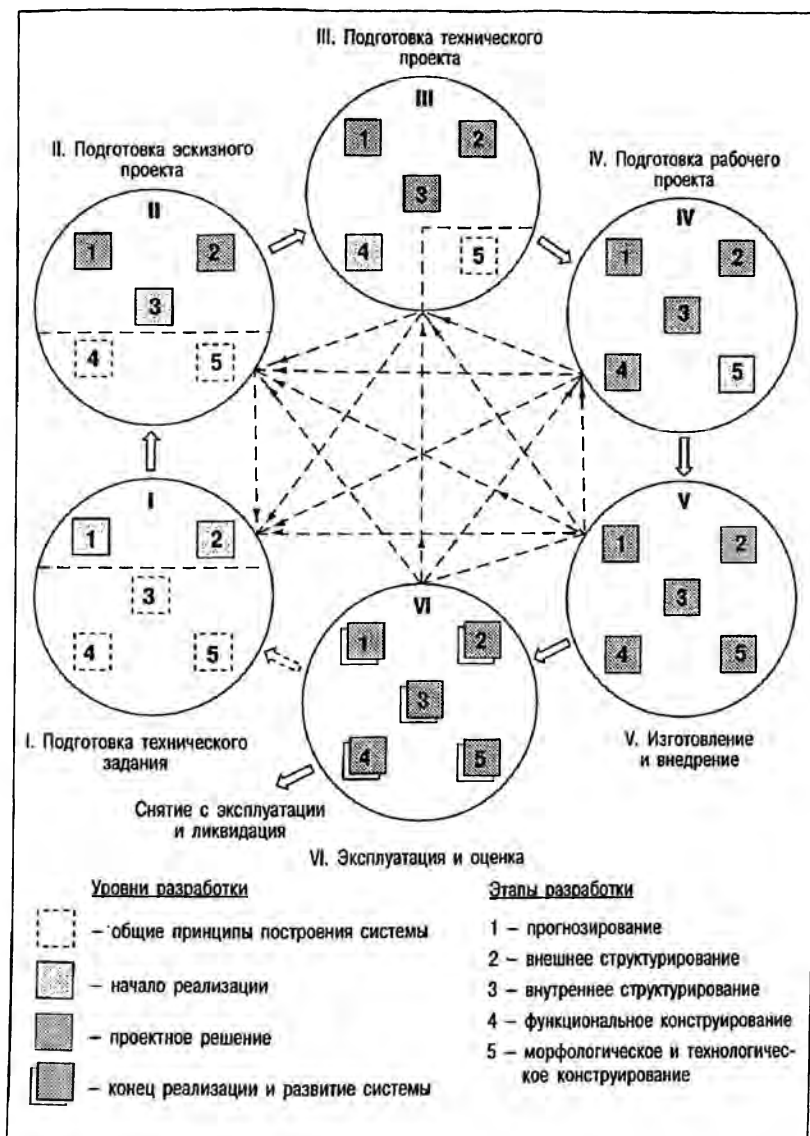 III. Подготовка технического
проекта
III
1 2
3
4 5
II. Подготовка эскизного
проекта
II
1 2
3
4 5
IV. Подготовка рабочего
проекта
IV
1 2
3
4 5
I
1 2
3
4 5
I. Подготовка технического
задания
V
1 2
3
4 5
V. Изготовление
и внедрение
VI
1 2
3
4 5
Снятие с эксплуатации
и ликвидация
VI. Эксплуатация и оценка
Уровни разработки
– общие принципы построения системы
– начало реализации
– проектное решение
– конец реализации и развитие системы
Этапы разработки
1 – прогнозирование
2 – внешнее структурирование
3 – внутреннее структурирование
4 – функциональное конструирование
5 – морфологическое и технологичес-
кое конструирование